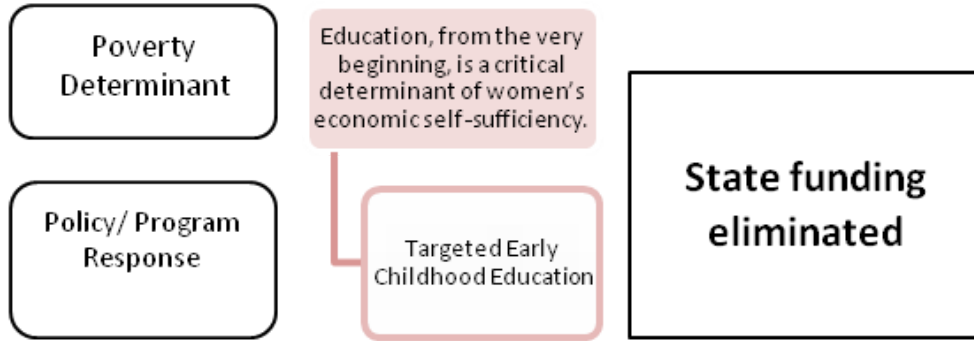 Poverty
Determinant
Education, from the very
beginning, is a critical
determinant of women's
economic self-sufficiency.
State funding
eliminated
Policy/ Program
Response
Targeted Early
Childhood Education